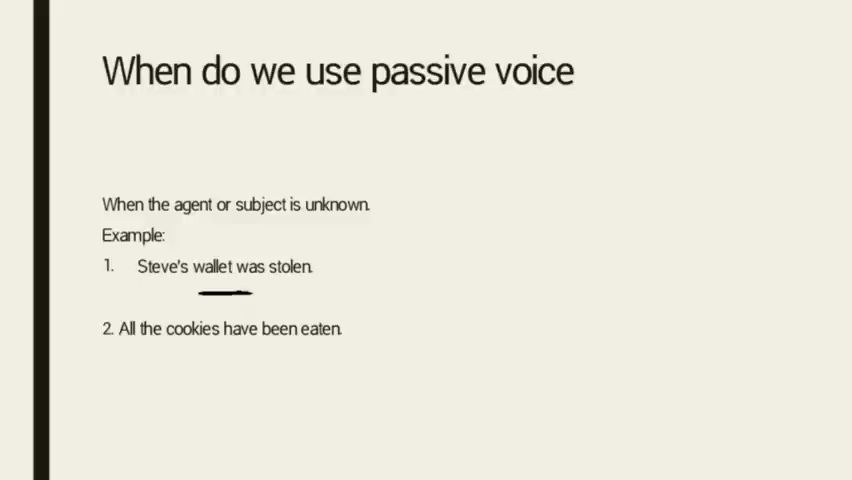 When do we use passive voice
When the agent or subject is unknown.
Example:
1. Steve's wallet was stolen.
2. All the cookies have been eaten.